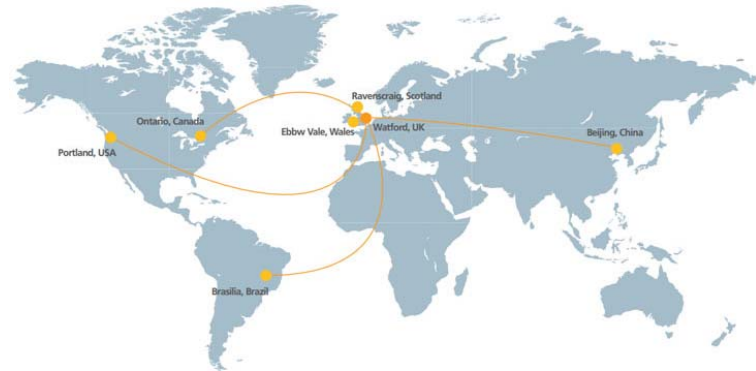 Ravenscraig, Scotland
Ontario, Canada
Ebbw Vale, Wales
Watford, UK
Beijing, China
Portland, USA
Brasilia, Brazil